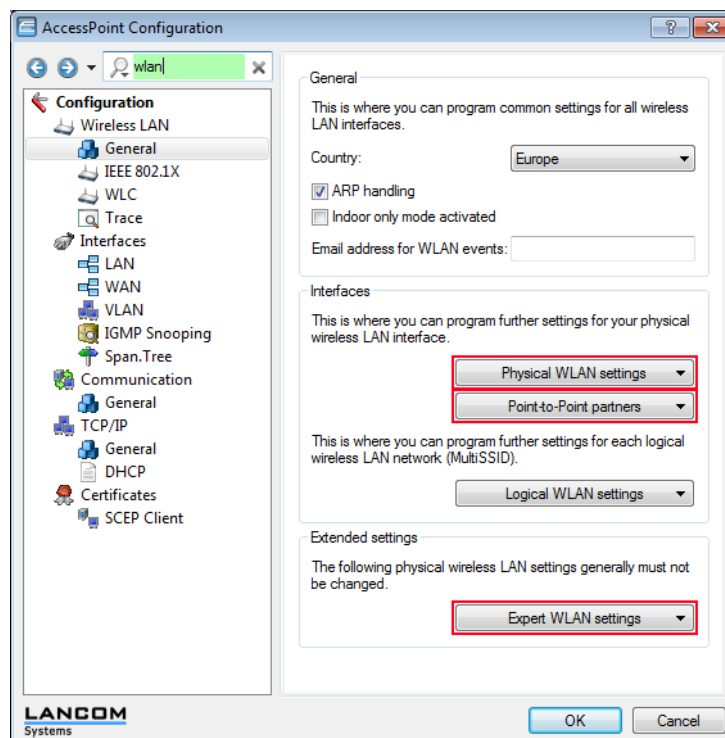 AccessPoint Configuration
wlan
Configuration
Wireless LAN
General
IEEE 802.1X
WLC
Trace
Interfaces
LAN
WAN
VLAN
IGMP Snooping
Span.Tree
Communication
General
TCP/IP
General
DHCP
Certificates
SCEP Client
General
This is where you can program common settings for all wireless
LAN interfaces.
Country:
Europe
ARP handling
Indoor only mode activated
Email address for WLAN events:
Interfaces
This is where you can program further settings for your physical
wireless LAN interface.
Physical WLAN settings
Point-to-Point partners
This is where you can program further settings for each logical
wireless LAN network (MultiSSID).
Logical WLAN settings
Extended settings
The following physical wireless LAN settings generally must not
be changed.
Expert WLAN settings
LANCOM
Systems
OK
Cancel